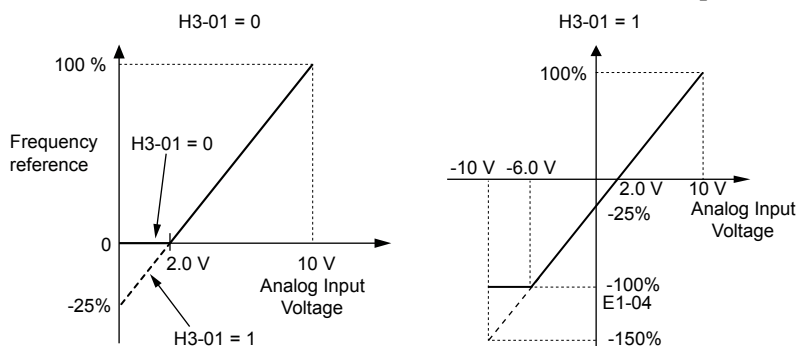 H3-01 = 0
100 %
Frequency
reference
H3-01 = 0
0
2.0 V
10 V
Analog Input
Voltage
-25%
H3-01 = 1
H3-01 = 1
100%
-10 V
-6.0 V
2.0 V
10 V
Analog Input
Voltage
-25%
-100%
E1-04
-150%